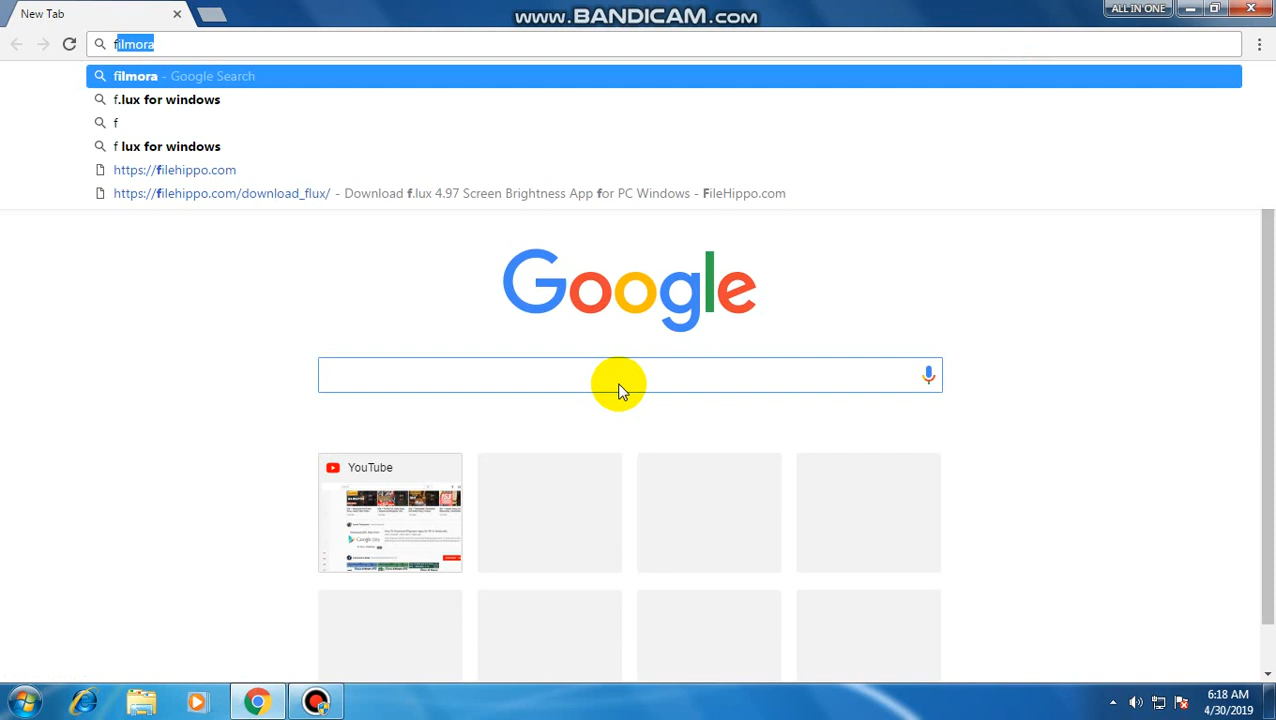 New Tab
www.BANDICAM.com
ALL IN ONE
filmora
filmora - Google Search
f.lux for windows
f
f lux for windows
https://filehippo.com
https://filehippo.com/download_flux/ - Download f.lux 4.97 Screen Brightness App for PC Windows - FileHippo.com
Google
YouTube
6:18 AM
4/30/2019